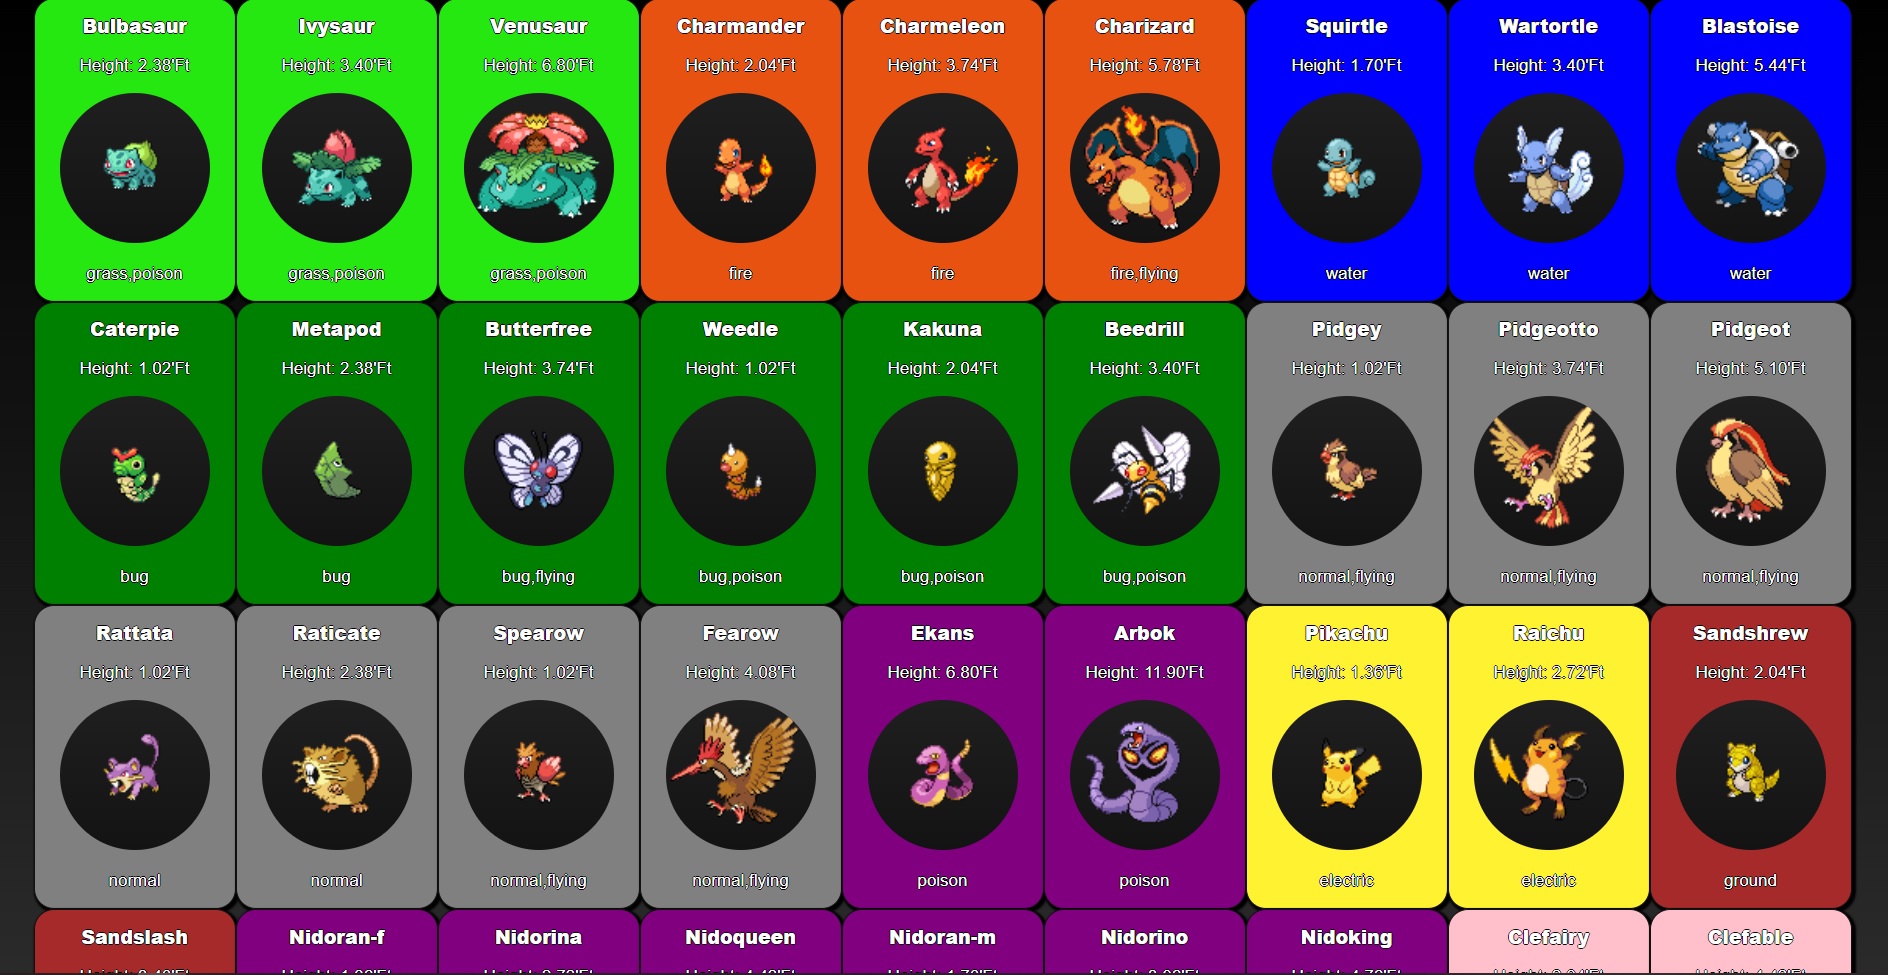 Bulbasaur
Height: 2.38'Ft
grass,poison
Ivysaur
Height: 3.40'Ft
grass,poison
Venusaur
Height: 6.80'Ft
grass,poison
Charmander
Height: 2.04'Ft
fire
Charmeleon
Height: 3.74'Ft
fire
Charizard
Height: 5.78'Ft
fire,flying
Squirtle
Height: 1.70'Ft
water
Wartortle
Height: 3.40'Ft
water
Blastoise
Height: 5.44'Ft
water
Caterpie
Height: 1.02'Ft
bug
Metapod
Height: 2.38'Ft
bug
Butterfree
Height: 3.74'Ft
bug,flying
Weedle
Height: 1.02'Ft
bug,poison
Kakuna
Height: 2.04'Ft
bug,poison
Beedrill
Height: 3.40'Ft
bug,poison
Pidgey
Height: 1.02'Ft
normal,flying
Pidgeotto
Height: 3.74'Ft
normal,flying
Pidgeot
Height: 5.10'Ft
normal,flying
Rattata
Height: 1.02'Ft
normal
Raticate
Height: 2.38'Ft
normal
Spearow
Height: 1.02'Ft
normal,flying
Fearow
Height: 4.08'Ft
normal,flying
Ekans
Height: 6.80'Ft
poison
Arbok
Height: 11.90'Ft
poison
Pikachu
Height: 1.36'Ft
electric
Raichu
Height: 2.72'Ft
electric
Sandshrew
Height: 2.04'Ft
ground
Sandslash
Nidoran-f
Nidorina
Nidoqueen
Nidoran-m
Nidorino
Nidoking
Clefairy
Clefable